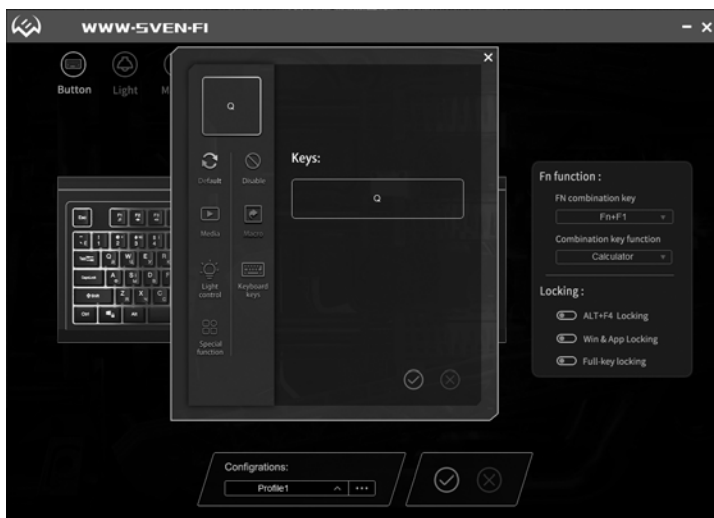 WWW·SVEN·FI
Button
Light
M
Q
Default
Disable
Media
Macro
Light control
Keyboard keys
Special function
Keys:
Q
Esc
Q
W
E
R
A
S
D
F
Z
X
C
Ctrl
Alt
Fn function :
FN combination key
Fn+F1
Combination key function
Calculator
Locking :
ALT+F4 Locking
Win & App Locking
Full-key locking
Configrations:
Profile1